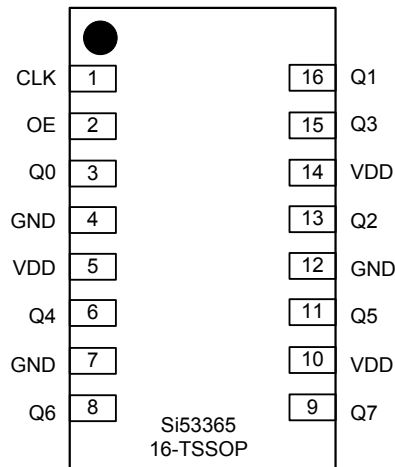 CLK 1 16 Q1
OE 2 15 Q3
Q0 3 14 VDD
GND 4 13 Q2
VDD 5 12 GND
Q4 6 11 Q5
GND 7 10 VDD
Q6 8 9 Q7
Si53365
16-TSSOP